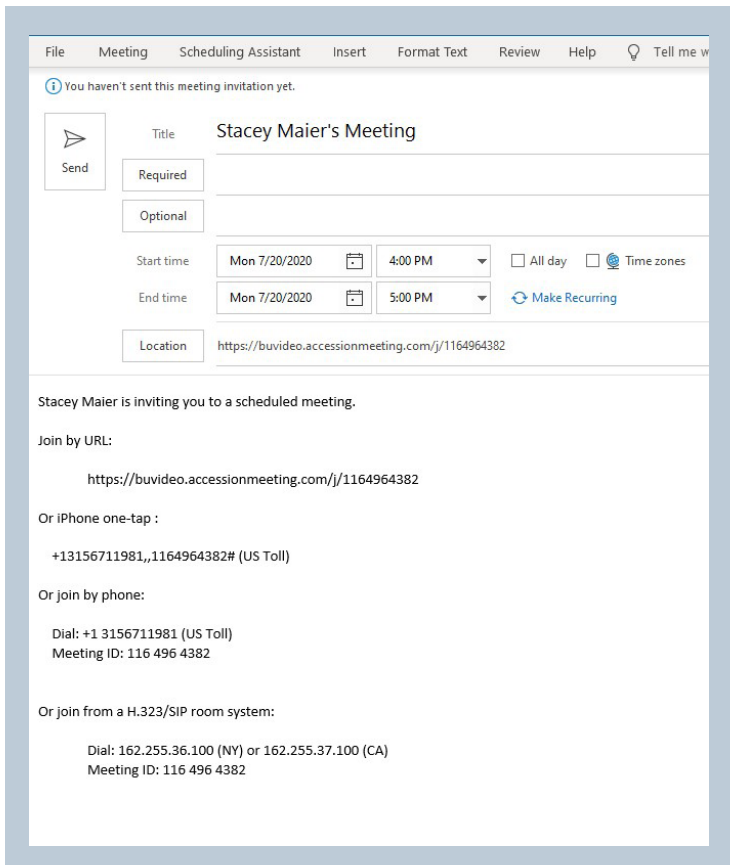 File Meeting Scheduling Assistant Insert Format Text Review Help Tell me
You haven't sent this meeting invitation yet.
Send
Title Stacey Maier's Meeting
Required
Optional
Start time Mon 7/20/2020 4:00 PM All day Time zones
End time Mon 7/20/2020 5:00 PM Make Recurring
Location https://buvideo.accessionmeeting.com/j/1164964382
Stacey Maier is inviting you to a scheduled meeting.
Join by URL:
https://buvideo.accessionmeeting.com/j/1164964382
Or iPhone one-tap :
+13156711981,,1164964382# (US Toll)
Or join by phone:
Dial: +1 3156711981 (US Toll)
Meeting ID: 116 496 4382
Or join from a H.323/SIP room system:
Dial: 162.255.36.100 (NY) or 162.255.37.100 (CA)
Meeting ID: 116 496 4382